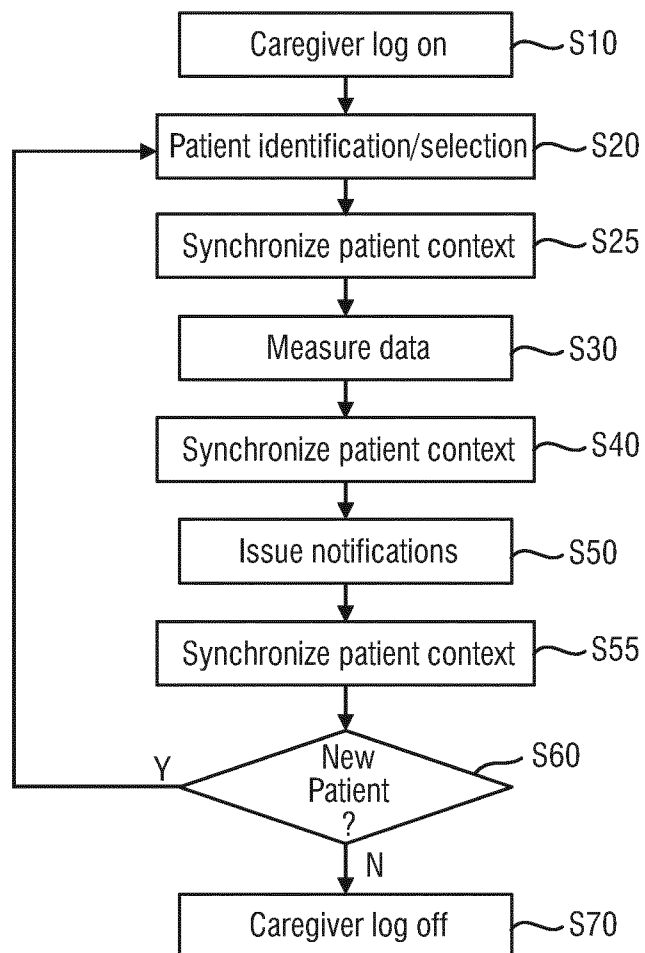 Caregiver log on S10
Patient identification/selection S20
Synchronize patient context S25
Measure data S30
Synchronize patient context S40
Issue notifications S50
Synchronize patient context S55
Y
New
Patient
?
S60
N
Caregiver log off S70